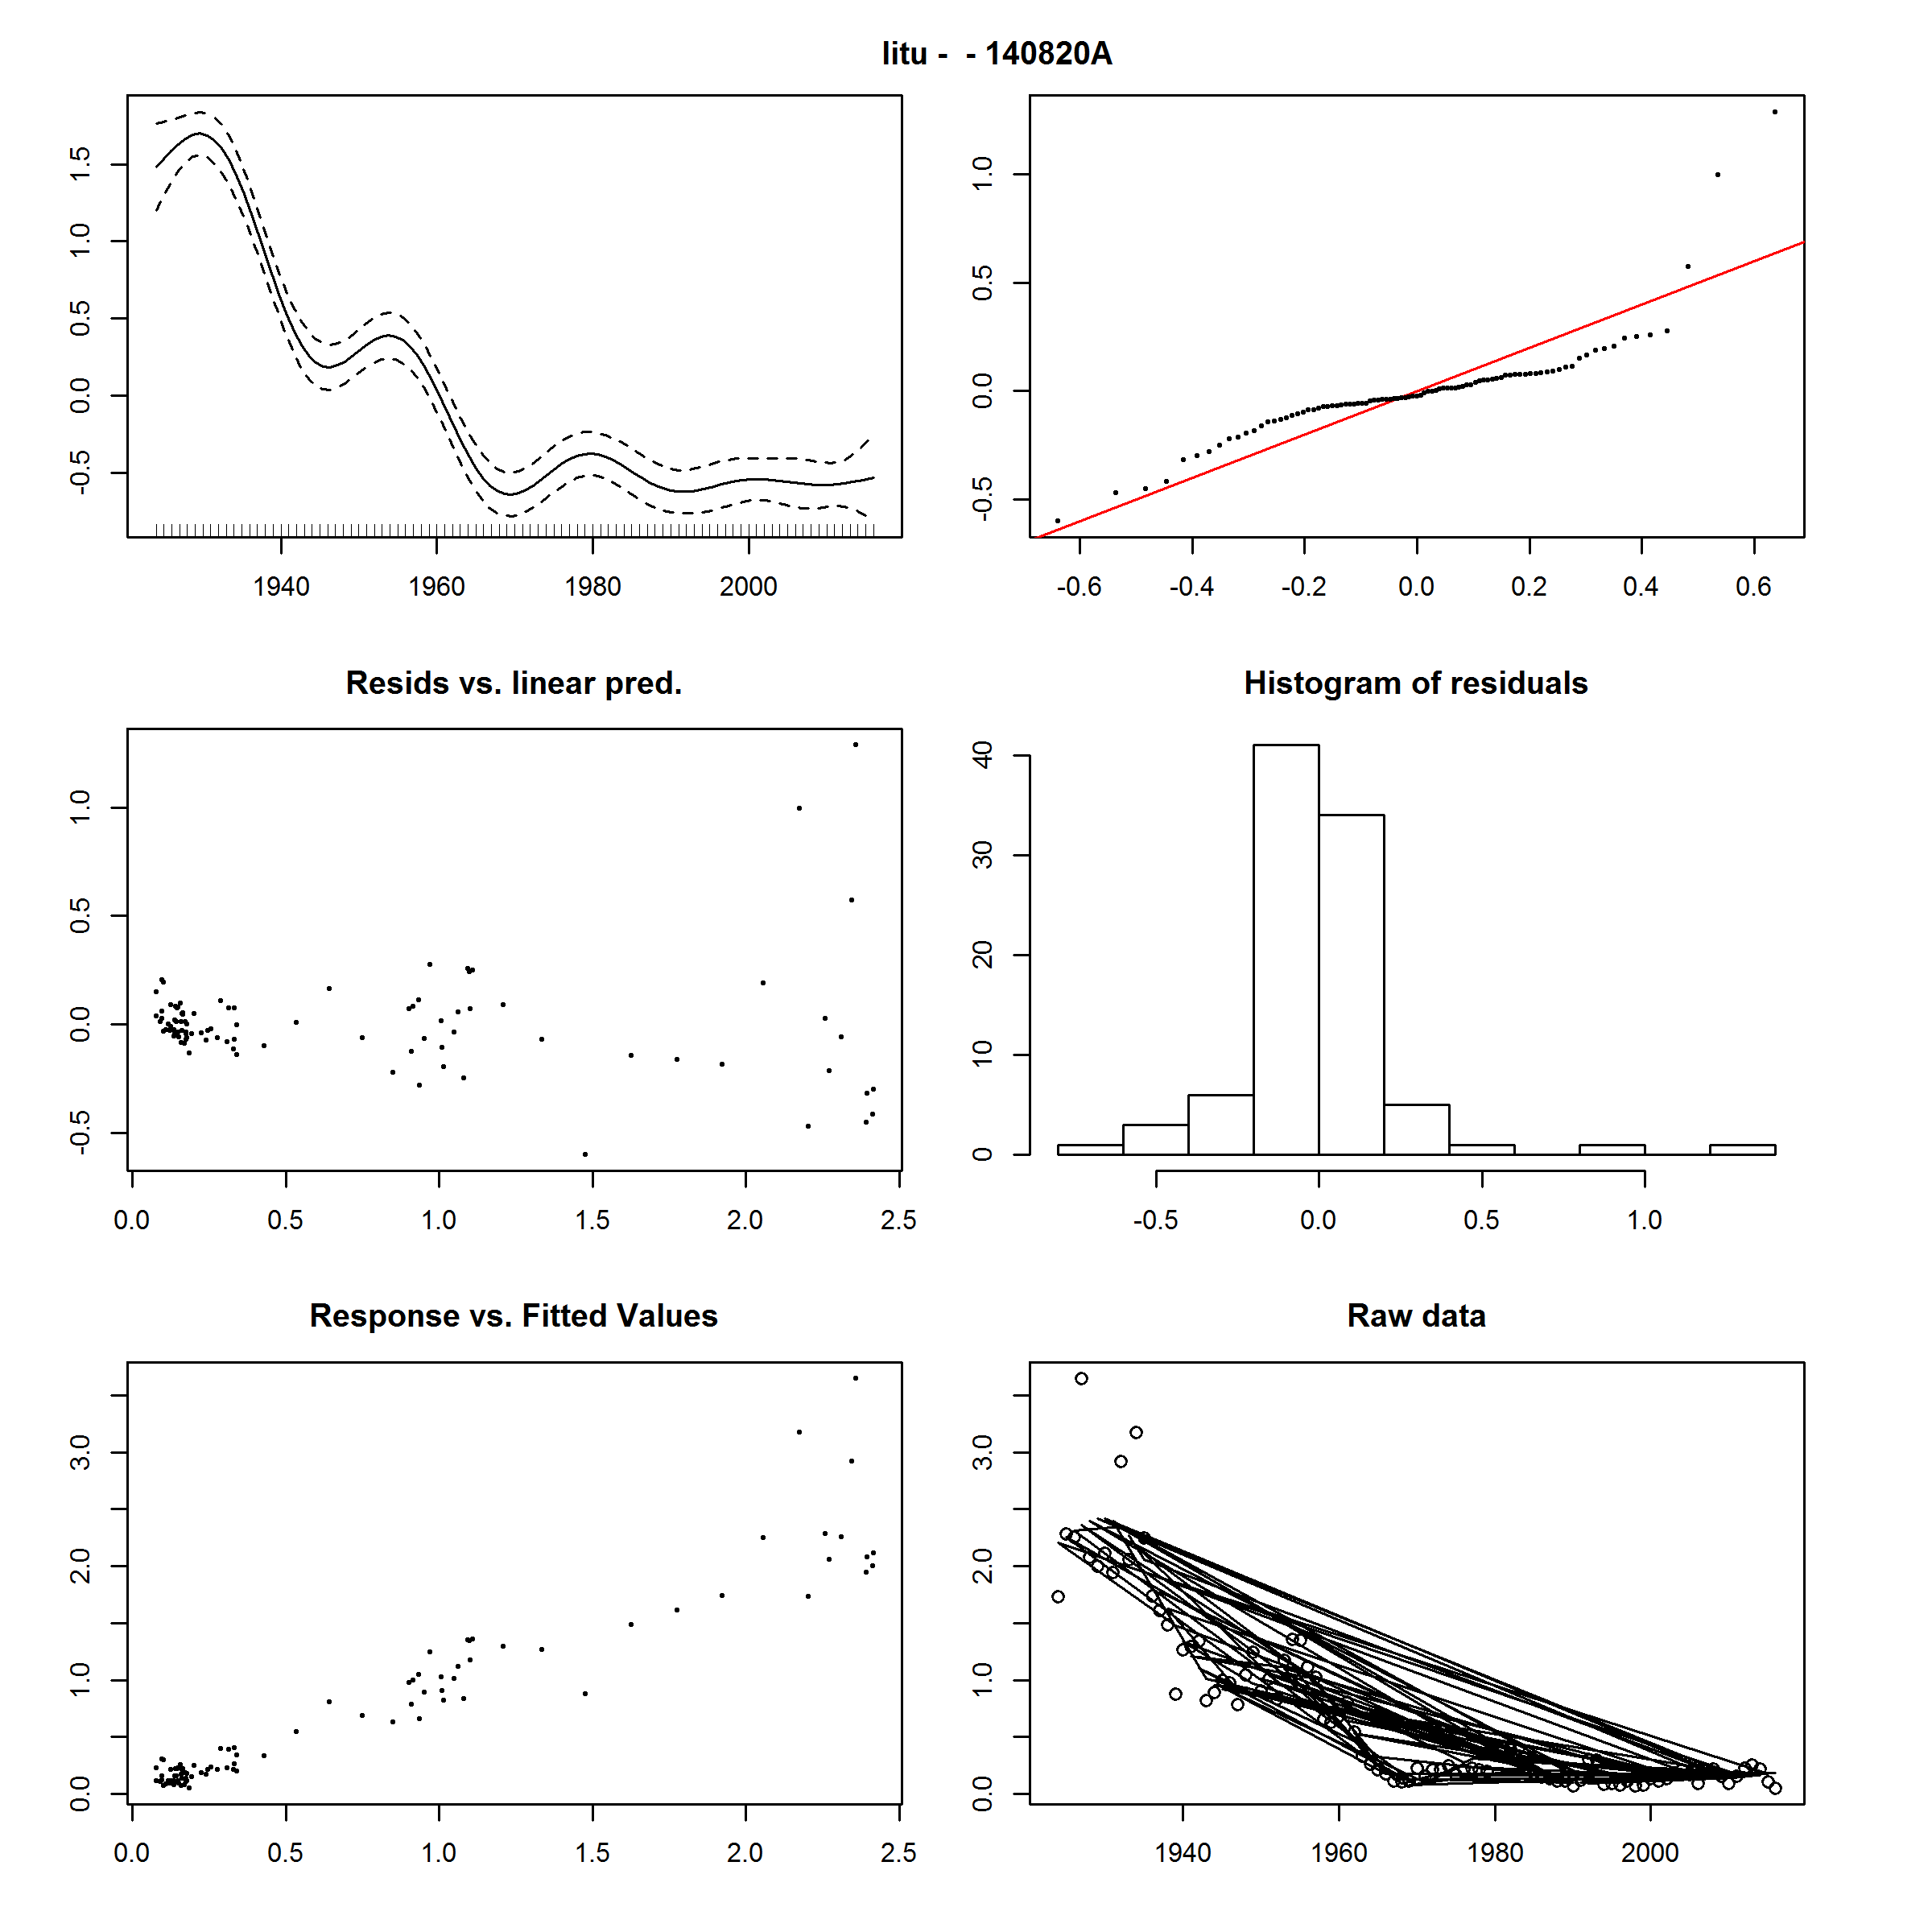 litu -  - 140820A
-0.5 0.0 0.5 1.0 1.5
1940 1960 1980 2000
-0.5 0.0 0.5 1.0
-0.6 -0.4 -0.2 0.0 0.2 0.4 0.6
Resids vs. linear pred.
-0.5 0.0 0.5 1.0
0.0 0.5 1.0 1.5 2.0 2.5
Histogram of residuals
0 10 20 30 40
-0.5 0.0 0.5 1.0
Response vs. Fitted Values
0.0 1.0 2.0 3.0
0.0 0.5 1.0 1.5 2.0 2.5
Raw data
0.0 1.0 2.0 3.0
1940 1960 1980 2000